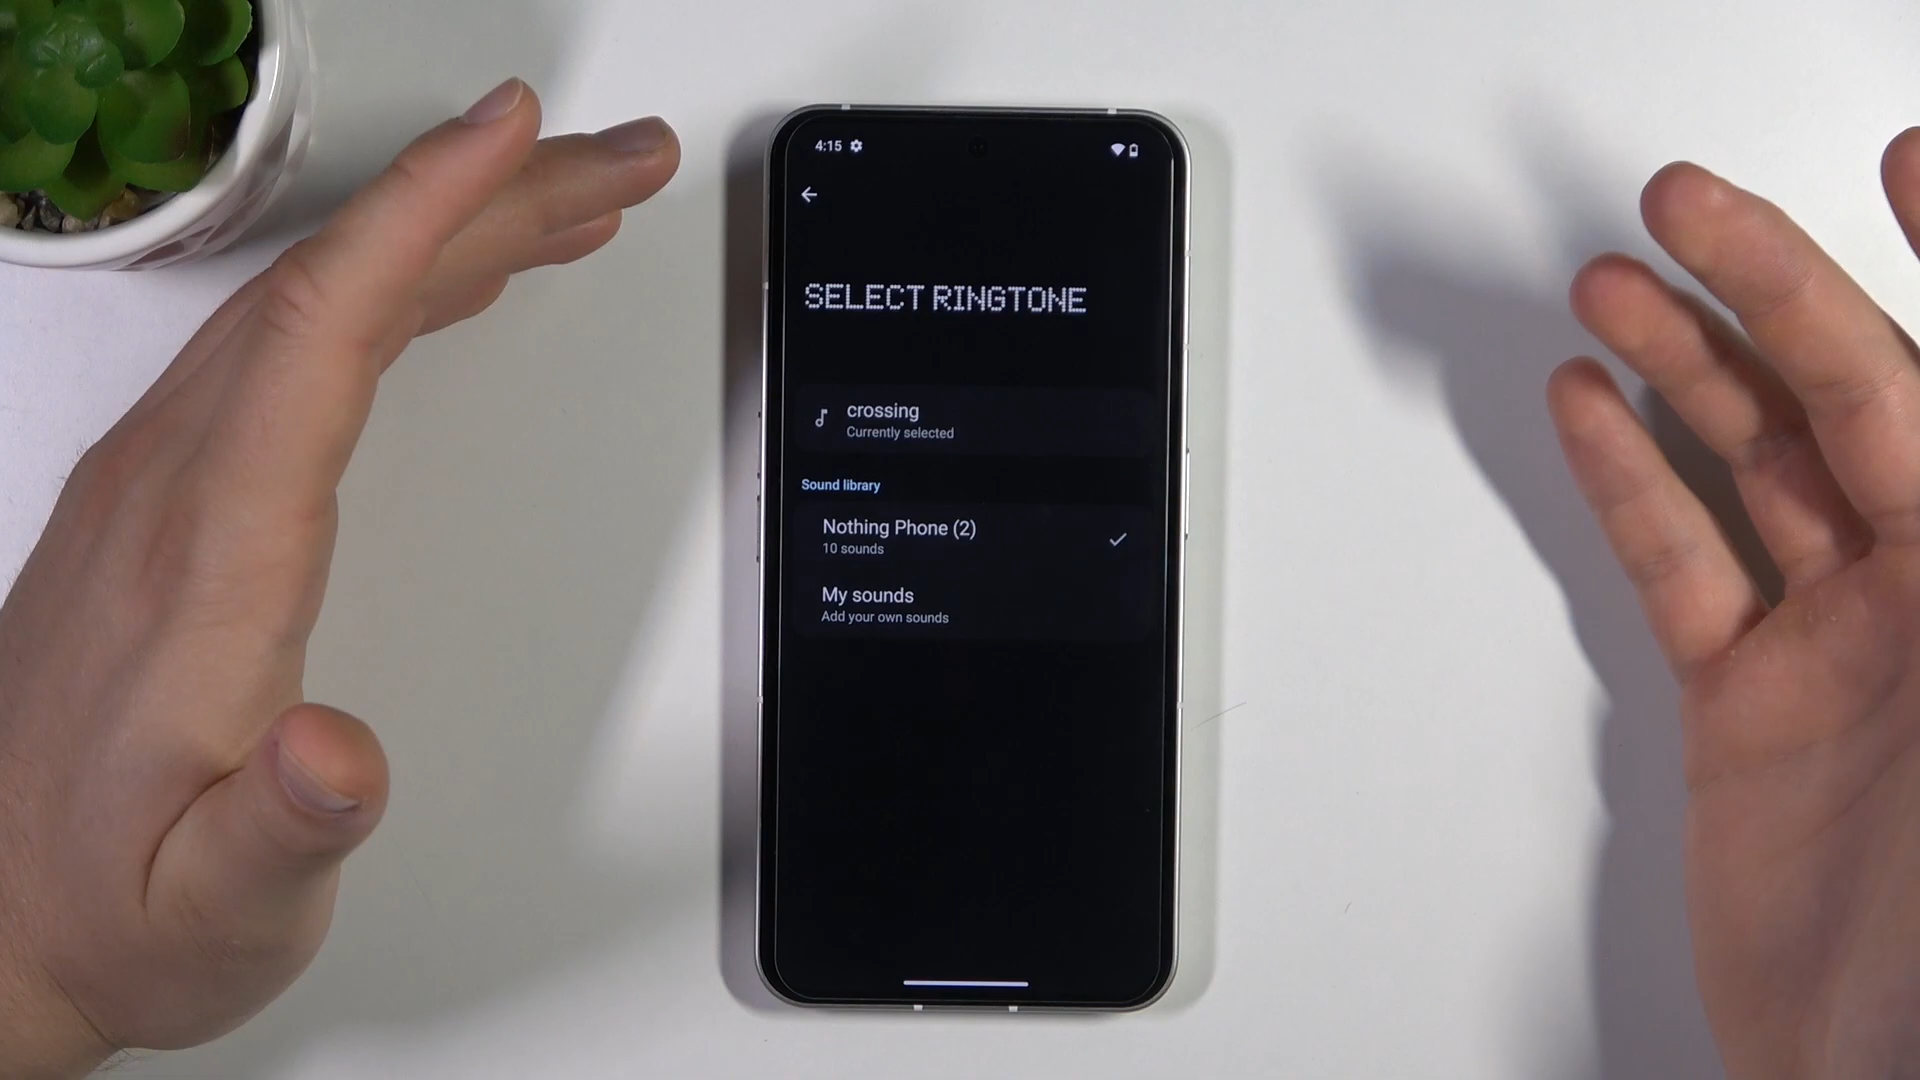 4:15
SELECT RINGTONE
crossing
Currently selected
Sound library
Nothing Phone (2)
10 sounds
My sounds
Add your own sounds